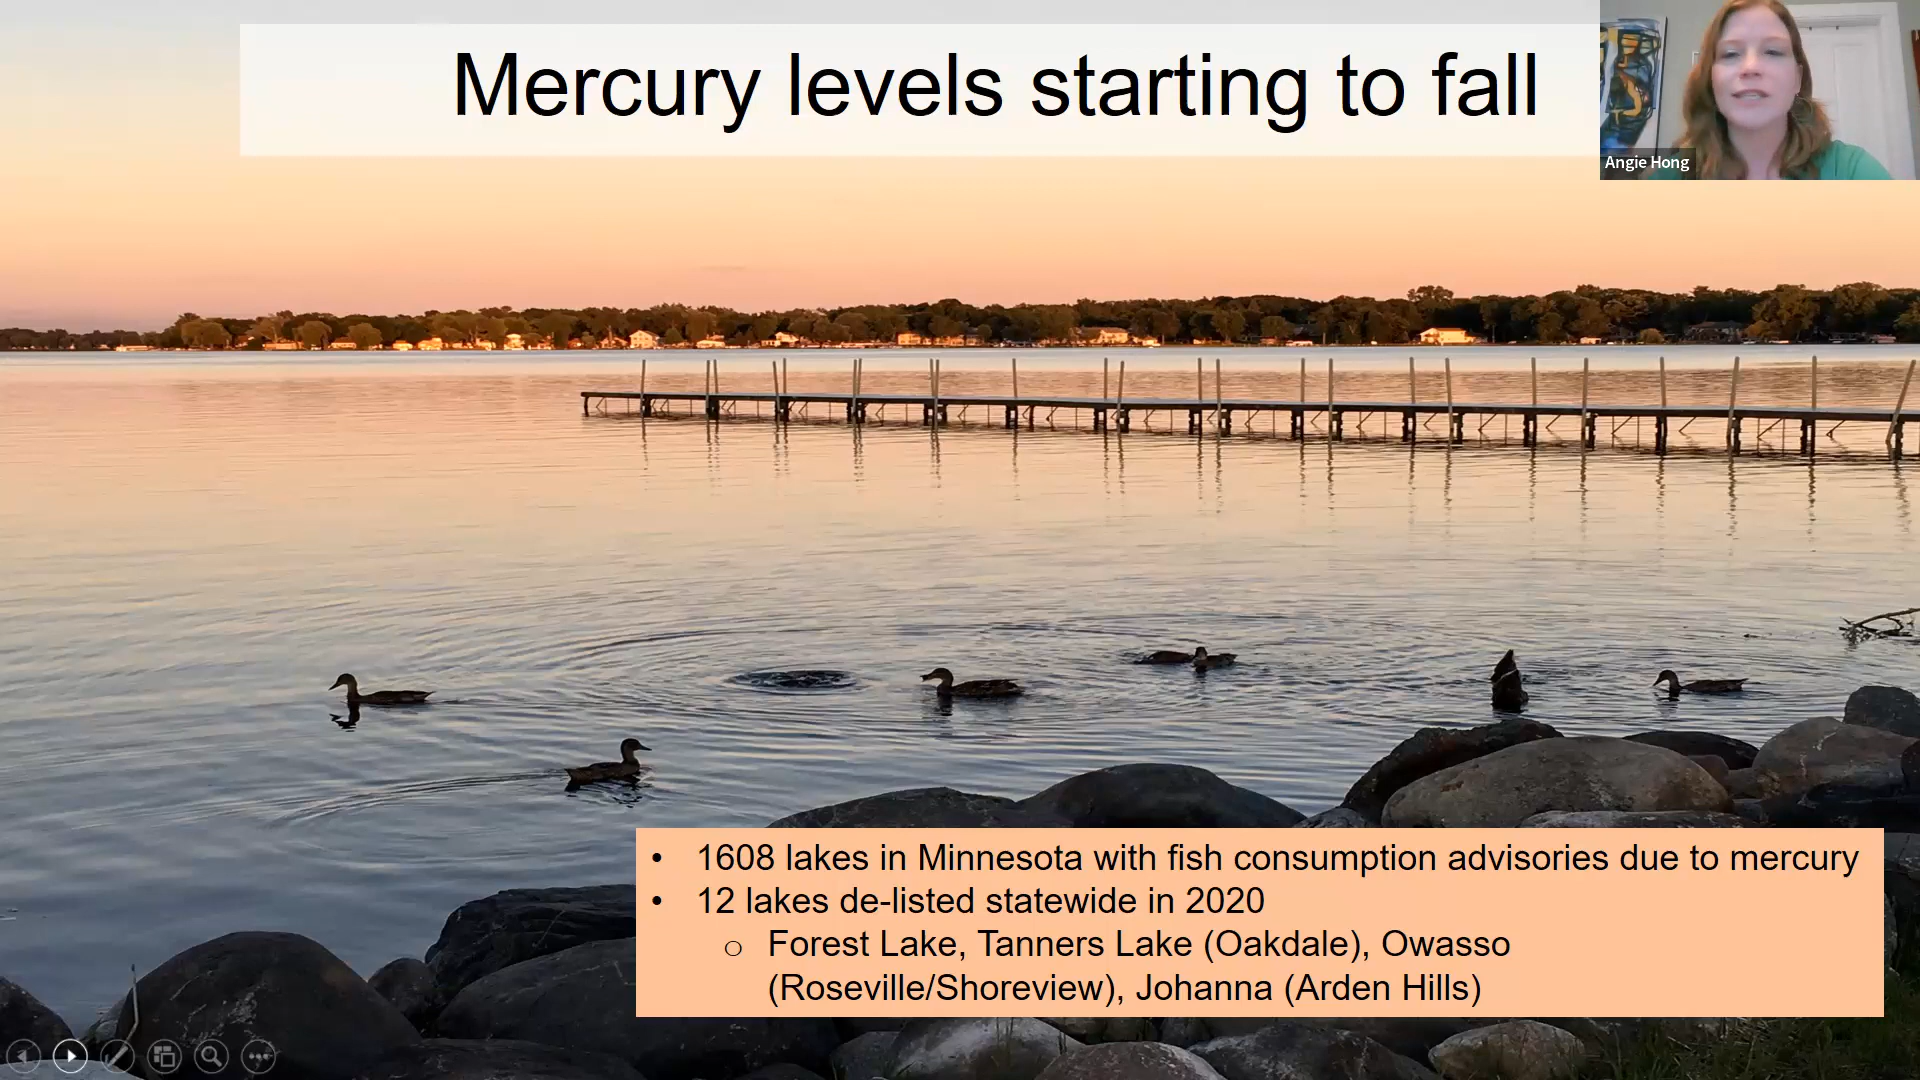 Mercury levels starting to fall
Angie Hong
• 1608 lakes in Minnesota with fish consumption advisories due to mercury
• 12 lakes de-listed statewide in 2020
o Forest Lake, Tanners Lake (Oakdale), Owasso
(Roseville/Shoreview), Johanna (Arden Hills)